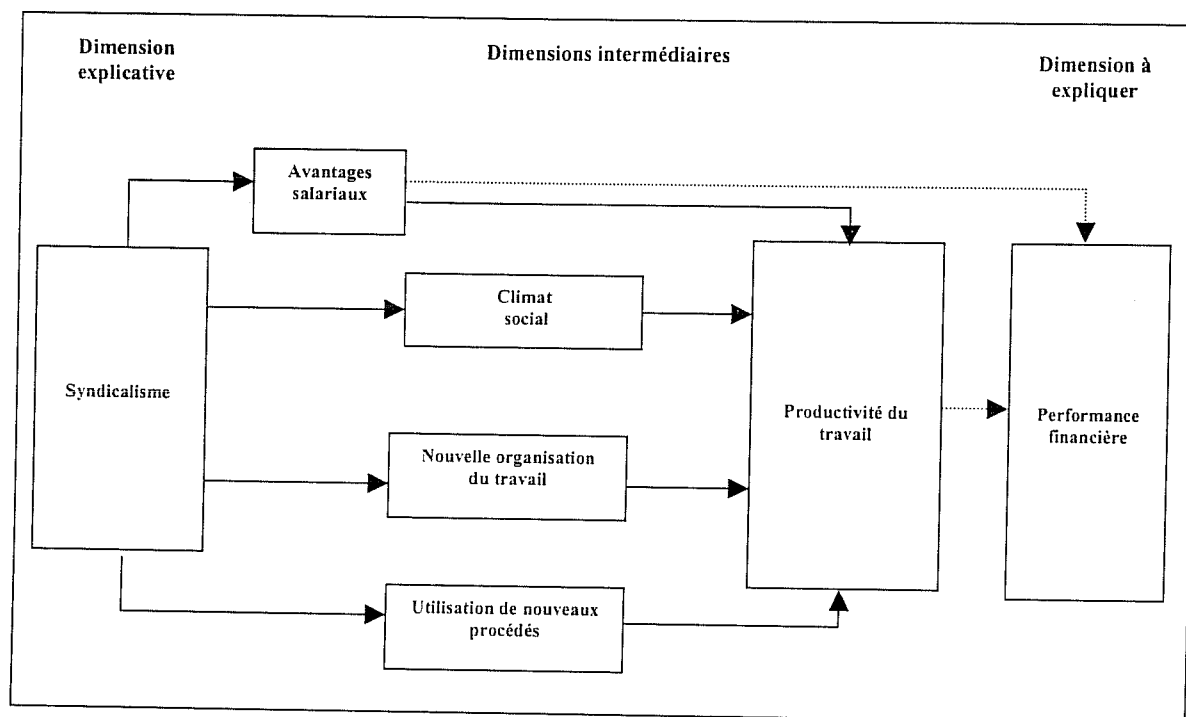 Dimension
explicative
Dimensions intermédiaires
Dimension à
expliquer
Avantages
salariaux
Climat
social
Syndicalisme
Productivité du
travail
Performance
financière
Nouvelle organisation
du travail
Utilisation de nouveaux
procédés